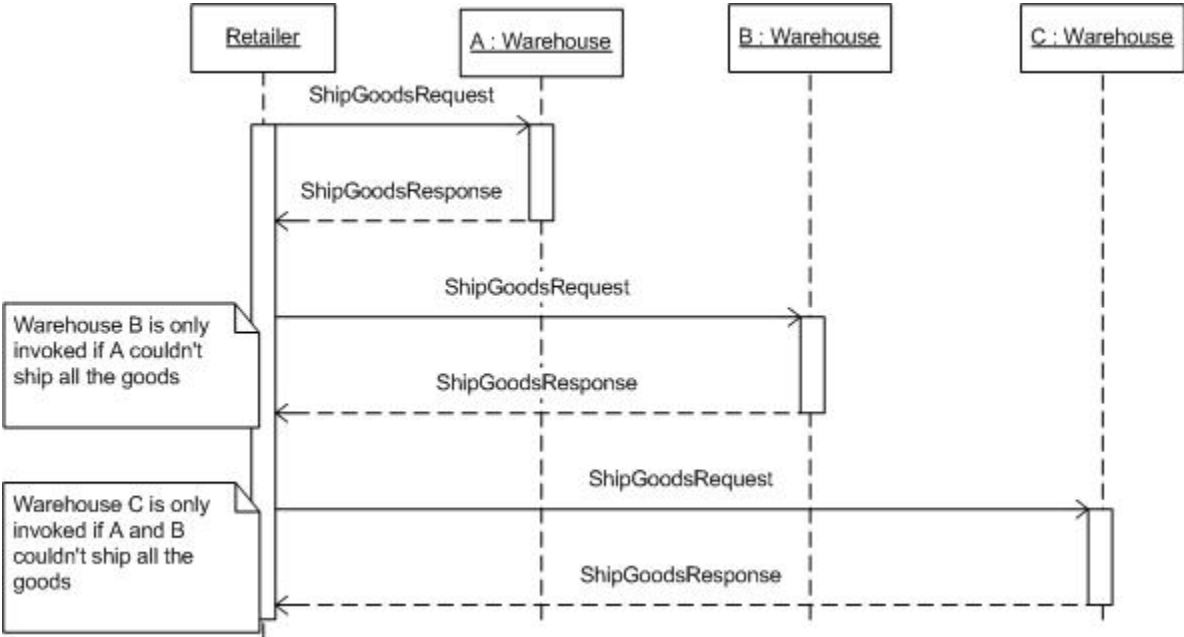 Retailer
A : Warehouse
B : Warehouse
C : Warehouse
ShipGoodsRequest
ShipGoodsResponse
ShipGoodsRequest
Warehouse B is only
invoked if A couldn't
ship all the goods
ShipGoodsResponse
ShipGoodsRequest
Warehouse C is only
invoked if A and B
couldn't ship all the
goods
ShipGoodsResponse